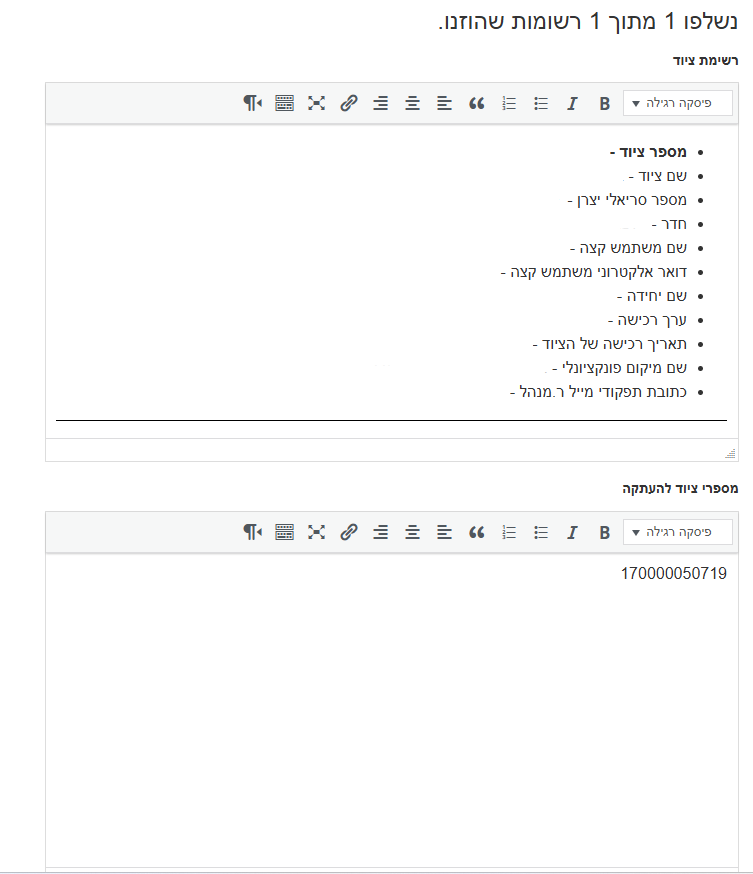 נשלפו 1 מתוך 1 רשומות שהוזנו.
רשימת ציוד
פיסקה רגילה
מספר ציוד -
שם ציוד -
מספר סריאלי יצרן -
חדר -
שם משתמש קצה -
דואר אלקטרוני משתמש קצה -
שם יחידה -
ערך רכישה -
תאריך רכישה של הציוד -
שם מיקום פונקציונלי -
כתובת תפקודי מייל ר.מנהל -
מספרי ציוד להעתקה
פיסקה רגילה
170000050719